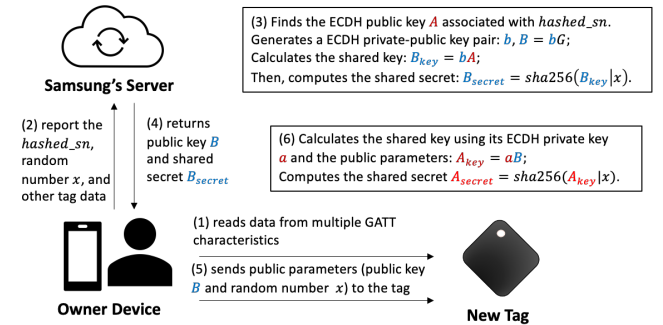 (3) Finds the ECDH public key A associated with hashed_sn.
Generates a ECDH private-public key pair: b, B = bG;
Calculates the shared key: B_key = bA;
Then, computes the shared secret: B_secret = sha256(B_key|x).
Samsung's Server
(2) report the
hashed_sn,
random
number x, and
other tag data
(4) returns
public key B
and shared
secret B_secret
(6) Calculates the shared key using its ECDH private key
a and the public parameters: A_key = aB;
Computes the shared secret A_secret = sha256(A_key|x).
(1) reads data from multiple GATT
characteristics
(5) sends public parameters (public key
B and random number x) to the tag
Owner Device
New Tag